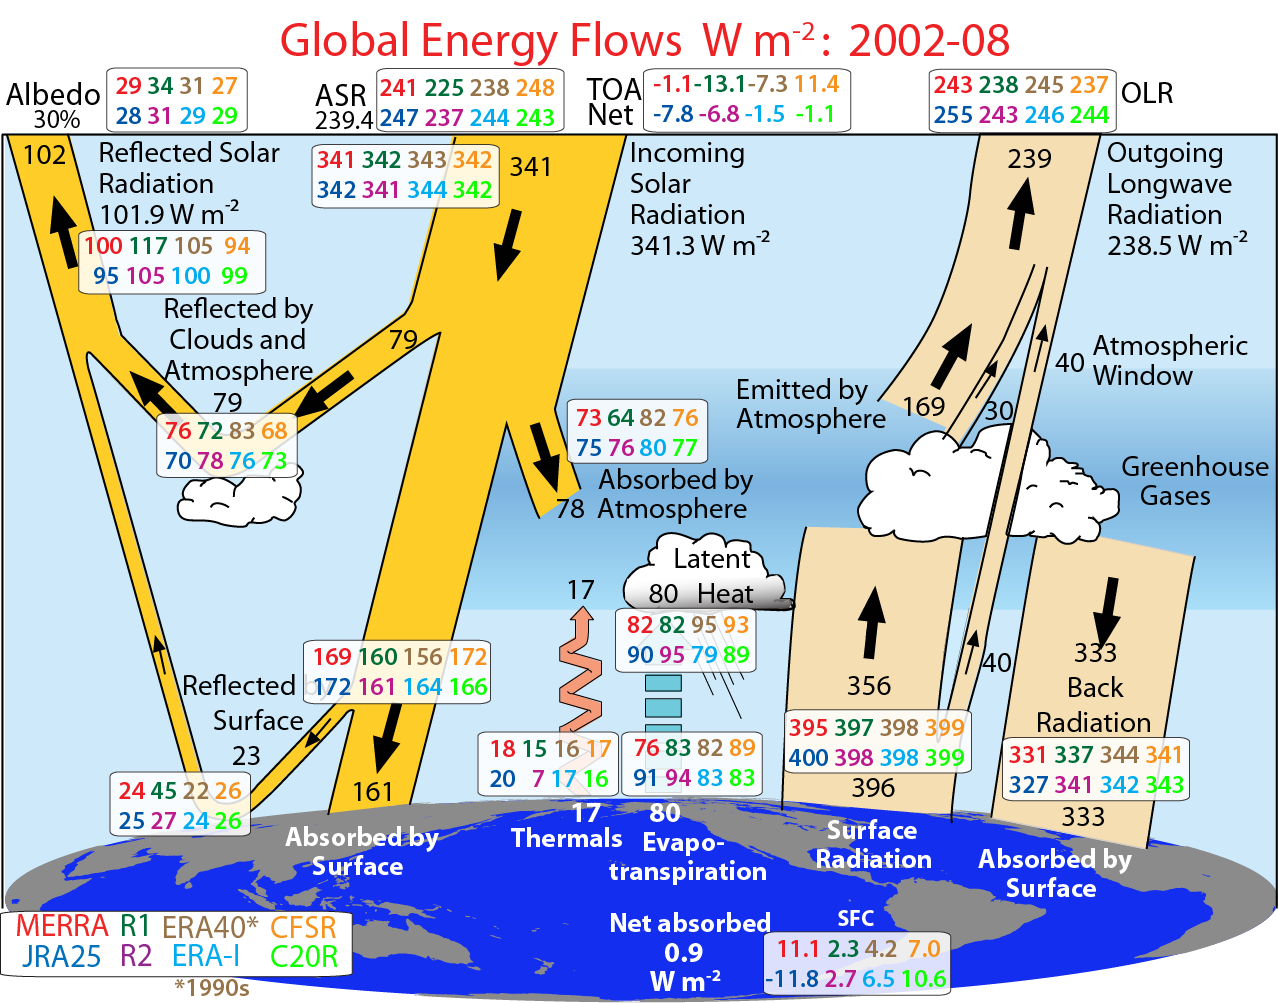 Global Energy Flows W m-2: 2002-08
Albedo
30%
29 34 31 27
28 31 29 29
ASR
239.4
241 225 238 248
247 237 244 243
TOA
Net
-1.1 -13.1 -7.3 11.4
-7.8 -6.8 -1.5 -1.1
243 238 245 237
255 243 246 244
OLR
102
Reflected Solar
Radiation
101.9 W m-2
100 117 105 94
95 105 100 99
341 342 343 342
342 341 344 342
341
Incoming
Solar
Radiation
341.3 W m-2
239
Outgoing
Longwave
Radiation
238.5 W m-2
Reflected by
Clouds and
Atmosphere
79
79
76 72 83 68
70 78 76 73
73 64 82 76
75 76 80 77
78
Absorbed by
Atmosphere
Emitted by
Atmosphere
169
30
40
Atmospheric
Window
Greenhouse
Gases
17
Latent
80 Heat
82 82 95 93
90 95 79 89
169 160 156 172
172 161 164 166
Reflected by
Surface
23
24 45 22 26
25 27 24 26
161
Absorbed by
Surface
18 15 16 17
20 7 17 16
17
Thermals
76 83 82 89
91 94 83 83
80
Evapo-
transpiration
356
395 397 398 399
400 398 398 399
396
Surface
Radiation
40
333
Back
Radiation
331 337 344 341
327 341 342 343
333
Absorbed by
Surface
MERRA R1 ERA40* CFSR
JRA25 R2 ERA-I C20R
*1990s
Net absorbed
0.9
W m-2
SFC
11.1 2.3 4.2 7.0
-11.8 2.7 6.5 10.6